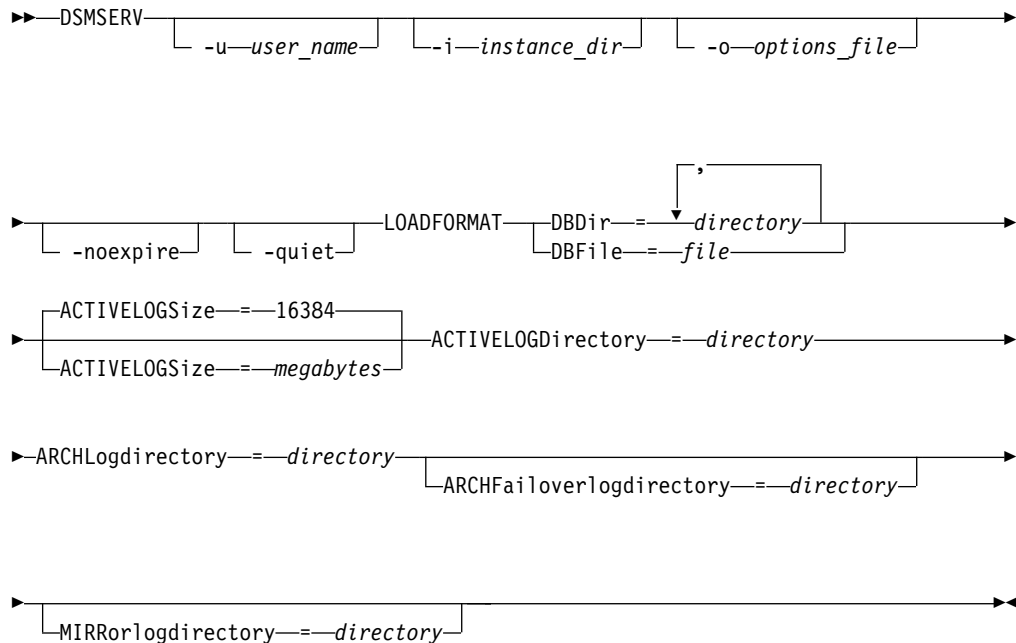 DSMSERV
-u user_name -i instance_dir -o options_file
,
-noexpire -quiet LOADFORMAT DBDir = directory
DBFile = file
ACTIVELOGSize = 16384
ACTIVELOGSize = megabytes ACTIVELOGDirectory = directory
ARCHLogdirectory = directory
ARCHFailoverlogdirectory = directory
MIRRorlogdirectory = directory